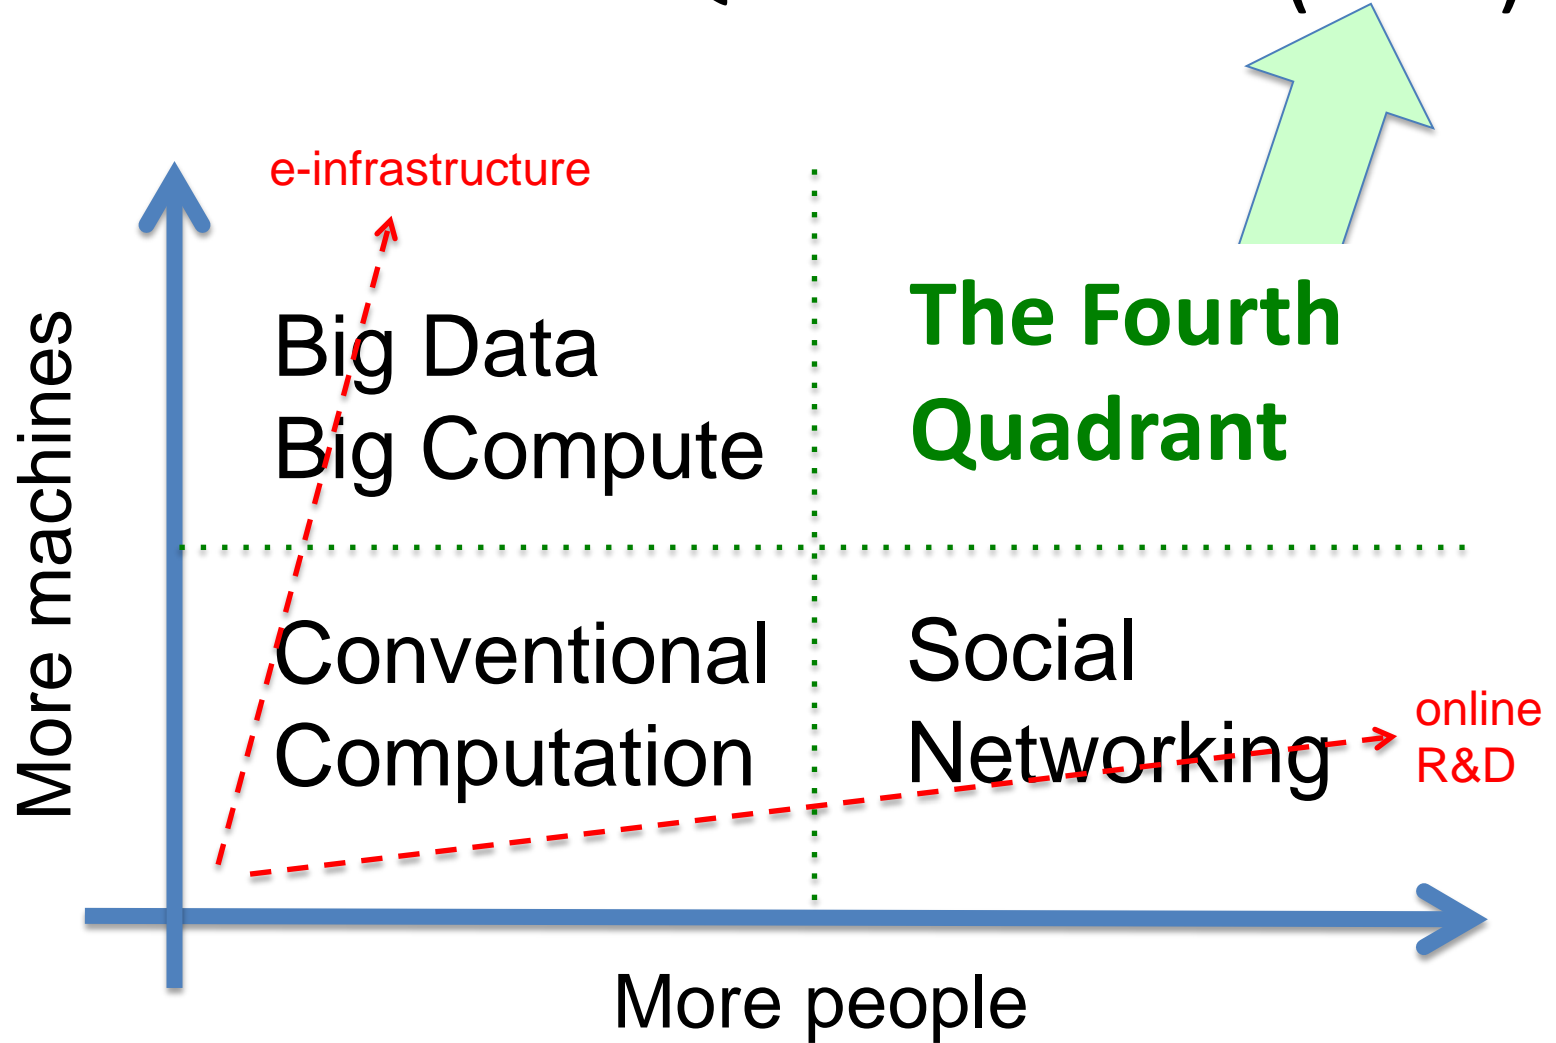 e-infrastructure
Big Data
Big Compute
The Fourth
Quadrant
More machines
Conventional
Computation
Social
Networking
online
R&D
More people